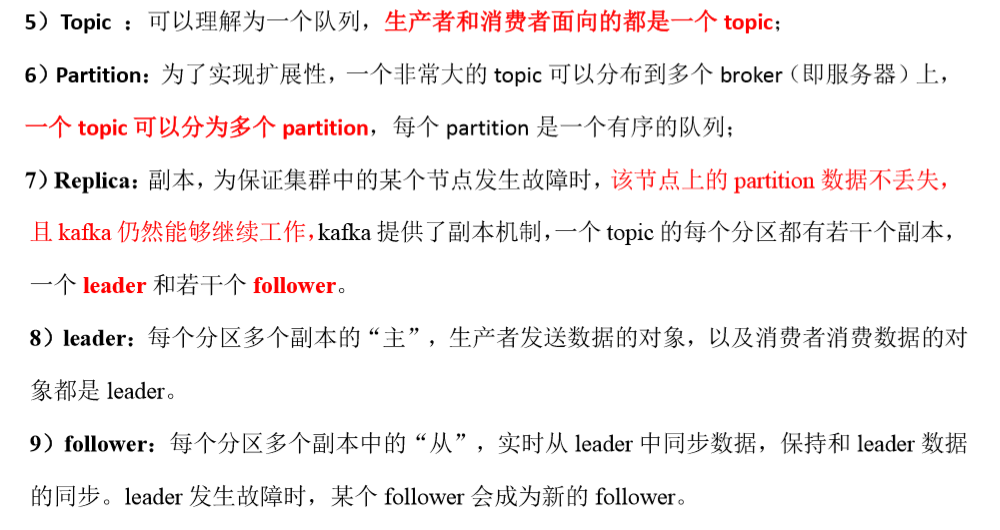 5）Topic ：可以理解为一个队列，生产者和消费者面向的都是一个 topic；
6）Partition：为了实现扩展性，一个非常大的 topic 可以分布到多个 broker（即服务器）上，
一个 topic 可以分为多个 partition，每个 partition 是一个有序的队列；
7）Replica：副本，为保证集群中的某个节点发生故障时，该节点上的 partition 数据不丢失，
且 kafka 仍然能够继续工作，kafka 提供了副本机制，一个 topic 的每个分区都有若干个副本，
一个 leader 和若干个 follower。
8）leader：每个分区多个副本的“主”，生产者发送数据的对象，以及消费者消费数据的对
象都是 leader。
9）follower：每个分区多个副本中的“从”，实时从 leader 中同步数据，保持和 leader 数据
的同步。leader 发生故障时，某个 follower 会成为新的 follower。